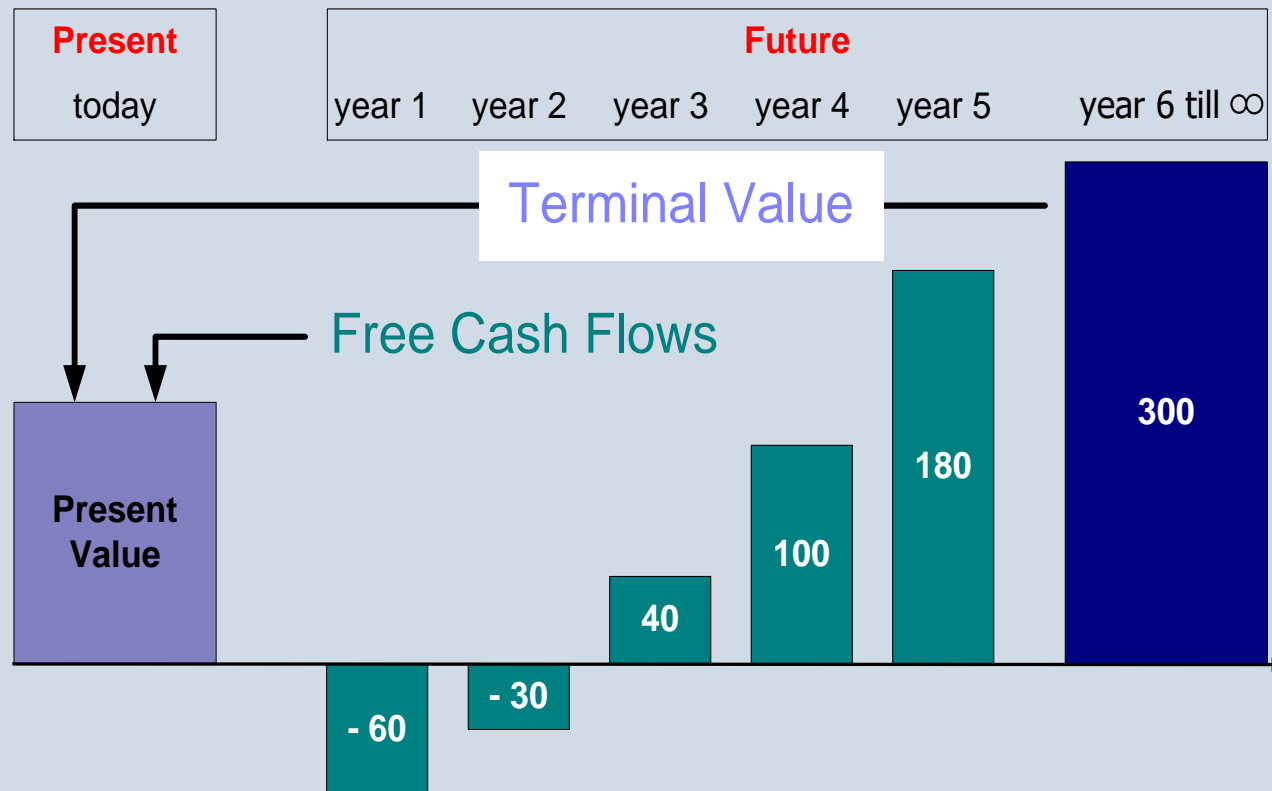 Present
today
Future
year 1 year 2 year 3 year 4 year 5 year 6 till ∞
Terminal Value
Free Cash Flows
Present
Value
- 60
- 30
40
100
180
300